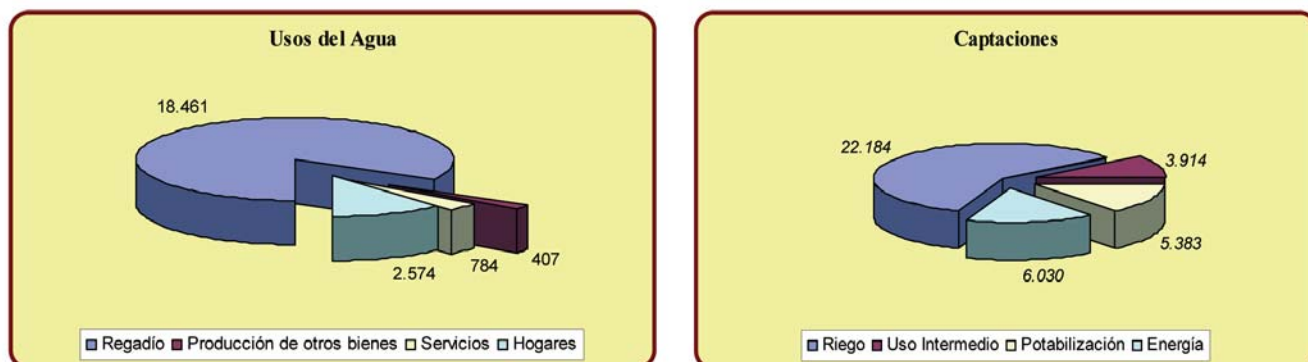 Usos del Agua
18.461
2.574
784
407
Regadío Producción de otros bienes Servicios Hogares
Captaciones
22.184
3.914
5.383
6.030
Riego Uso Intermedio Potabilización Energía